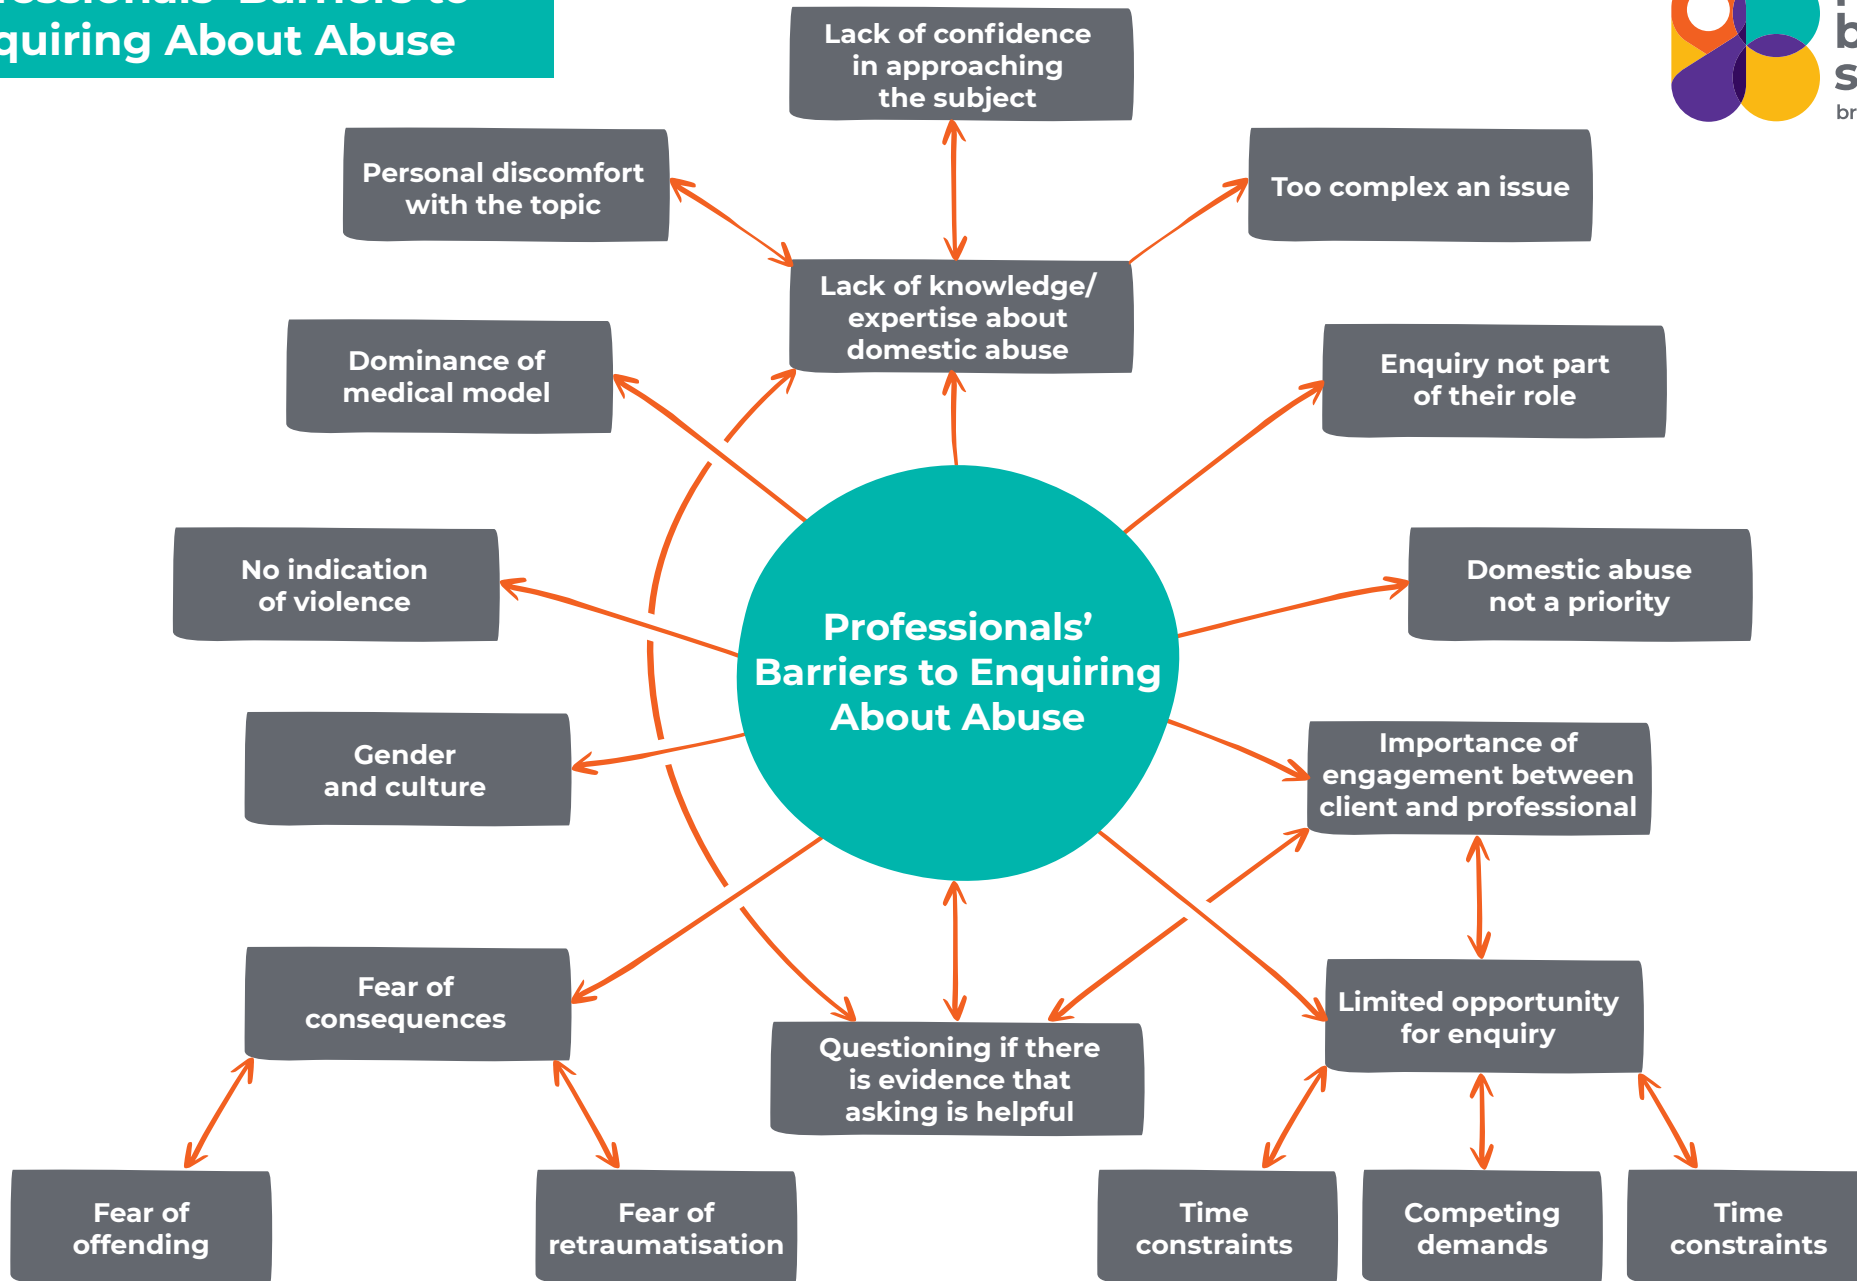 Enquiring About Abuse
Lack of confidence
in approaching
the subject
Personal discomfort
with the topic
Too complex an issue
Lack of knowledge/
expertise about
domestic abuse
Dominance of
medical model
Enquiry not part
of their role
No indication
of violence
Domestic abuse
not a priority
Professionals’
Barriers to Enquiring
About Abuse
Gender
and culture
Importance of
engagement between
client and professional
Fear of
consequences
Limited opportunity
for enquiry
Questioning if there
is evidence that
asking is helpful
Fear of
offending
Fear of
retraumatisation
Time
constraints
Competing
demands
Time
constraints